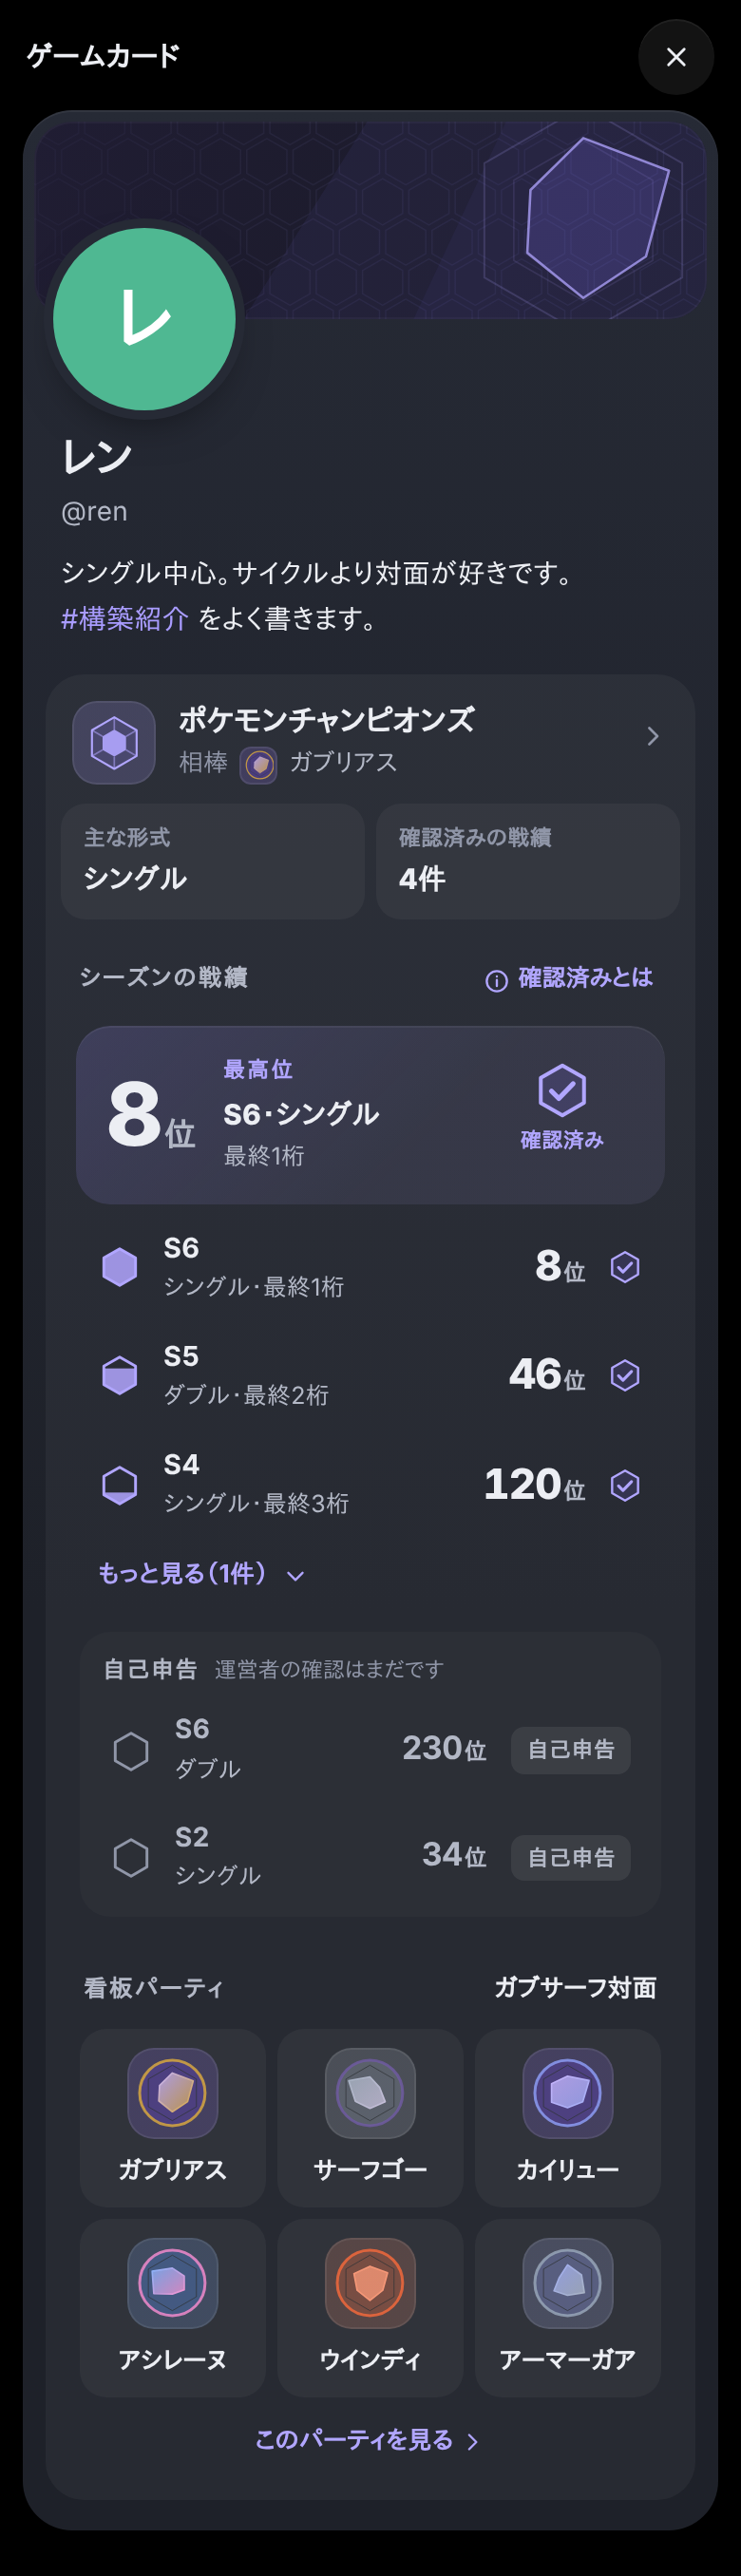 ゲームカード
レ
レン
@ren
シングル中心。サイクルより対面が好きです。
#構築紹介 をよく書きます。
ポケモンチャンピオンズ
相棒 ガブリアス
主な形式
シングル
確認済みの戦績
4件
シーズンの戦績
確認済みとは
8位
最高位
S6・シングル
最終1桁
確認済み
S6
シングル・最終1桁
8位
S5
ダブル・最終2桁
46位
S4
シングル・最終3桁
120位
もっと見る（1件）
自己申告 運営者の確認はまだです
S6
ダブル
230位 自己申告
S2
シングル
34位 自己申告
看板パーティ
ガブサーフ対面
ガブリアス
サーフゴー
カイリュー
アシレーヌ
ウインディ
アーマーガア
このパーティを見る